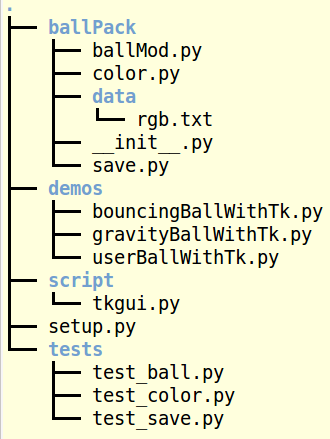 .
ballPack
ballMod.py
color.py
data
rgb.txt
__init__.py
save.py
demos
bouncingBallWithTk.py
gravityBallWithTk.py
userBallWithTk.py
script
tkgui.py
setup.py
tests
test_ball.py
test_color.py
test_save.py